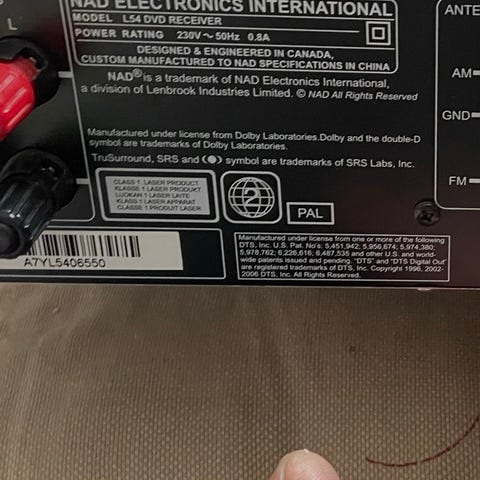 NAD ELECTRONICS INTERNATIONAL
MODEL L54 DVD RECEIVER
POWER RATING 230V ~ 50Hz 0.8A
DESIGNED & ENGINEERED IN CANADA,
CUSTOM MANUFACTURED TO NAD SPECIFICATIONS IN CHINA
NAD® is a trademark of NAD Electronics International,
a division of Lenbrook Industries Limited. © NAD All Rights Reserved
Manufactured under license from Dolby Laboratories.Dolby and the double-D
symbol are trademarks of Dolby Laboratories.
TruSurround, SRS and symbol are trademarks of SRS Labs, Inc.
CLASS 1 LASER PRODUCT
KLASSE 1 LASER PRODUKT
LUOKAN 1 LASER LAITE
KLASS 1 LASER APPARAT
CLASSE 1 PRODUIT LASER
2
PAL
Manufactured under license from one or more of the following
DTS, Inc. U.S. Pat. No's: 5,451,942; 5,956,674; 5,974,380;
5,978,762; 6,226,616; 6,487,535 and other U.S. and world-
wide patents issued and pending. "DTS" and "DTS Digital Out"
are registered trademarks of DTS, Inc. Copyright 1996, 2002-
2006 DTS, Inc. All Rights Reserved.
A7YL5406550
L
ANTE
AM
GND
FM